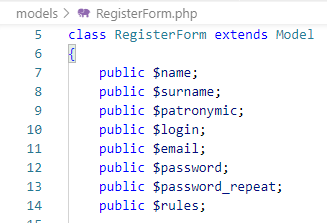 models > RegisterForm.php
5 class RegisterForm extends Model
6 {
7 public $name;
8 public $surname;
9 public $patronymic;
10 public $login;
11 public $email;
12 public $password;
13 public $password_repeat;
14 public $rules;